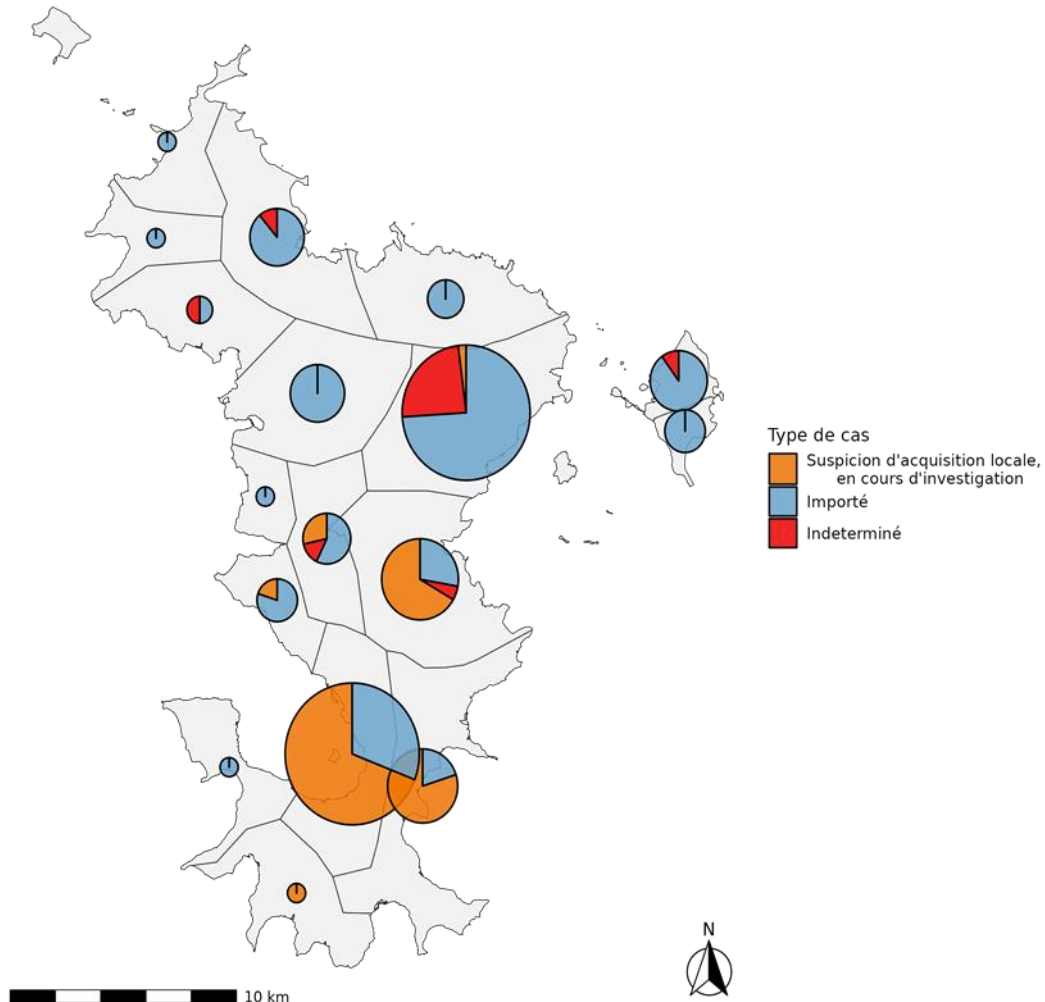 Type de cas
Suspicion d'acquisition locale,
en cours d'investigation
Importé
Indeterminé
N
10 km